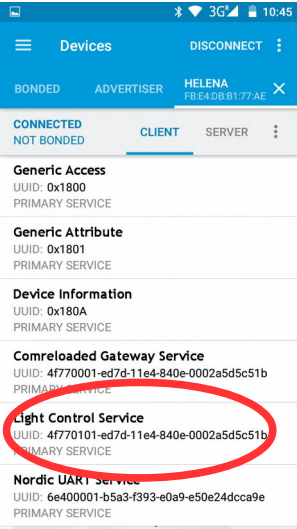 3G 10:45
Devices DISCONNECT
BONDED ADVERTISER HELENA
FB:E4:DB:B1:77:AE
CONNECTED
NOT BONDED CLIENT SERVER
Generic Access
UUID: 0x1800
PRIMARY SERVICE
Generic Attribute
UUID: 0x1801
PRIMARY SERVICE
Device Information
UUID: 0x180A
PRIMARY SERVICE
Comreloaded Gateway Service
UUID: 4f770001-ed7d-11e4-840e-0002a5d5c51b
PRIMARY SERVICE
Light Control Service
UUID: 4f770101-ed7d-11e4-840e-0002a5d5c51b
PRIMARY SERVICE
Nordic UART Service
UUID: 6e400001-b5a3-f393-e0a9-e50e24dcca9e
PRIMARY SERVICE